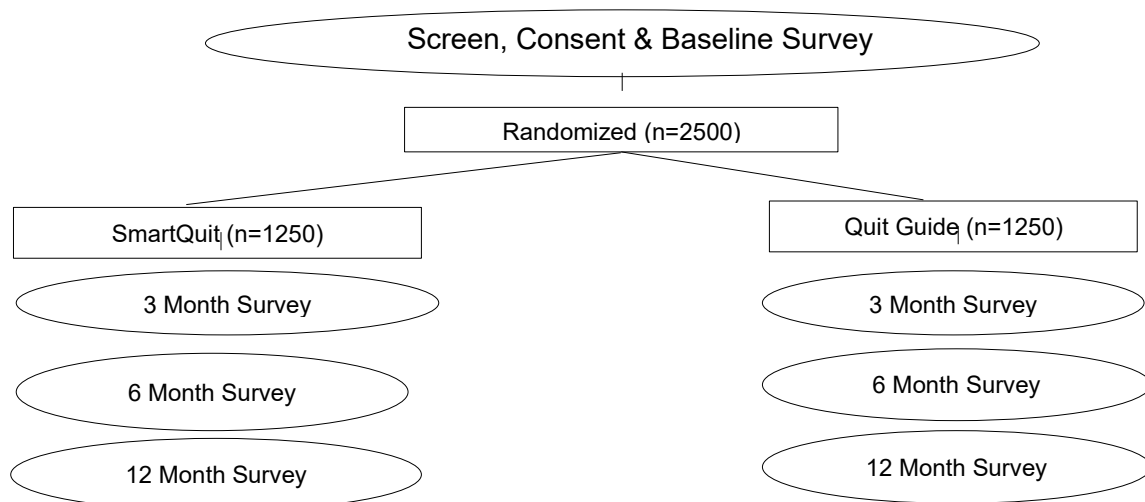 Screen, Consent & Baseline Survey
Randomized (n=2500)
SmartQuit (n=1250)
Quit Guide (n=1250)
3 Month Survey
3 Month Survey
6 Month Survey
6 Month Survey
12 Month Survey
12 Month Survey